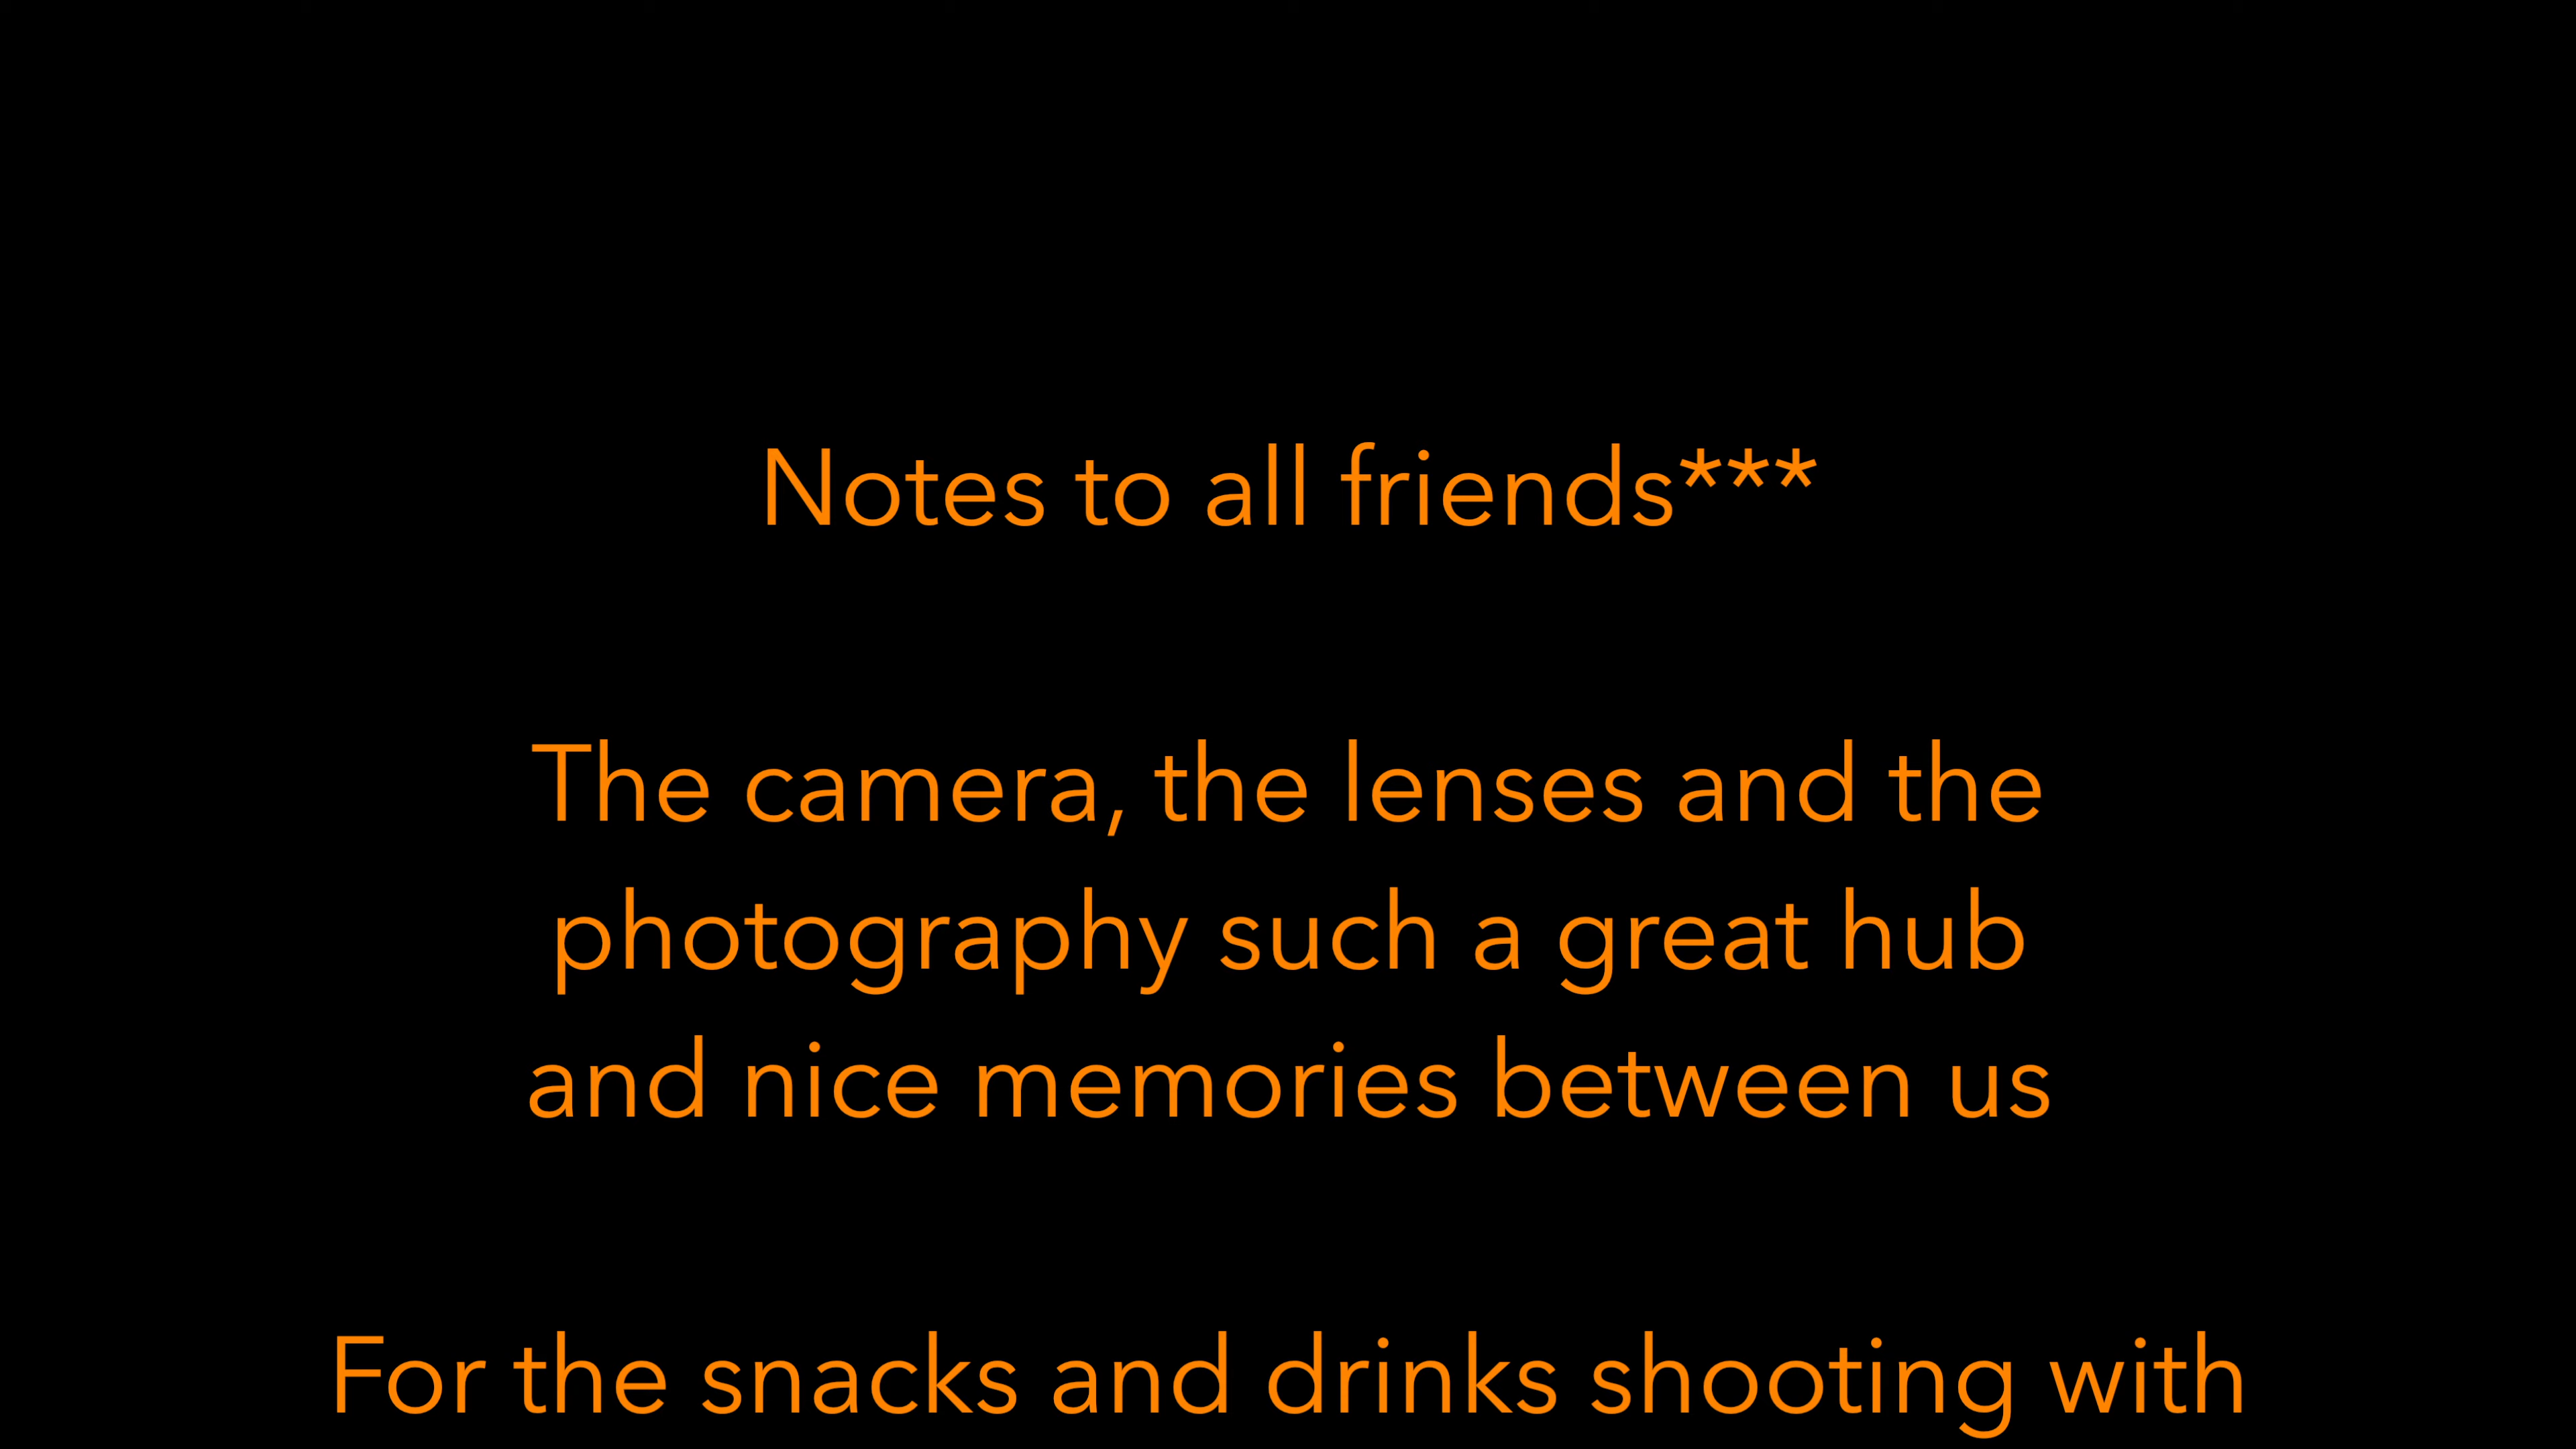 Notes to all friends***
The camera, the lenses and the
photography such a great hub
and nice memories between us
For the snacks and drinks shooting with